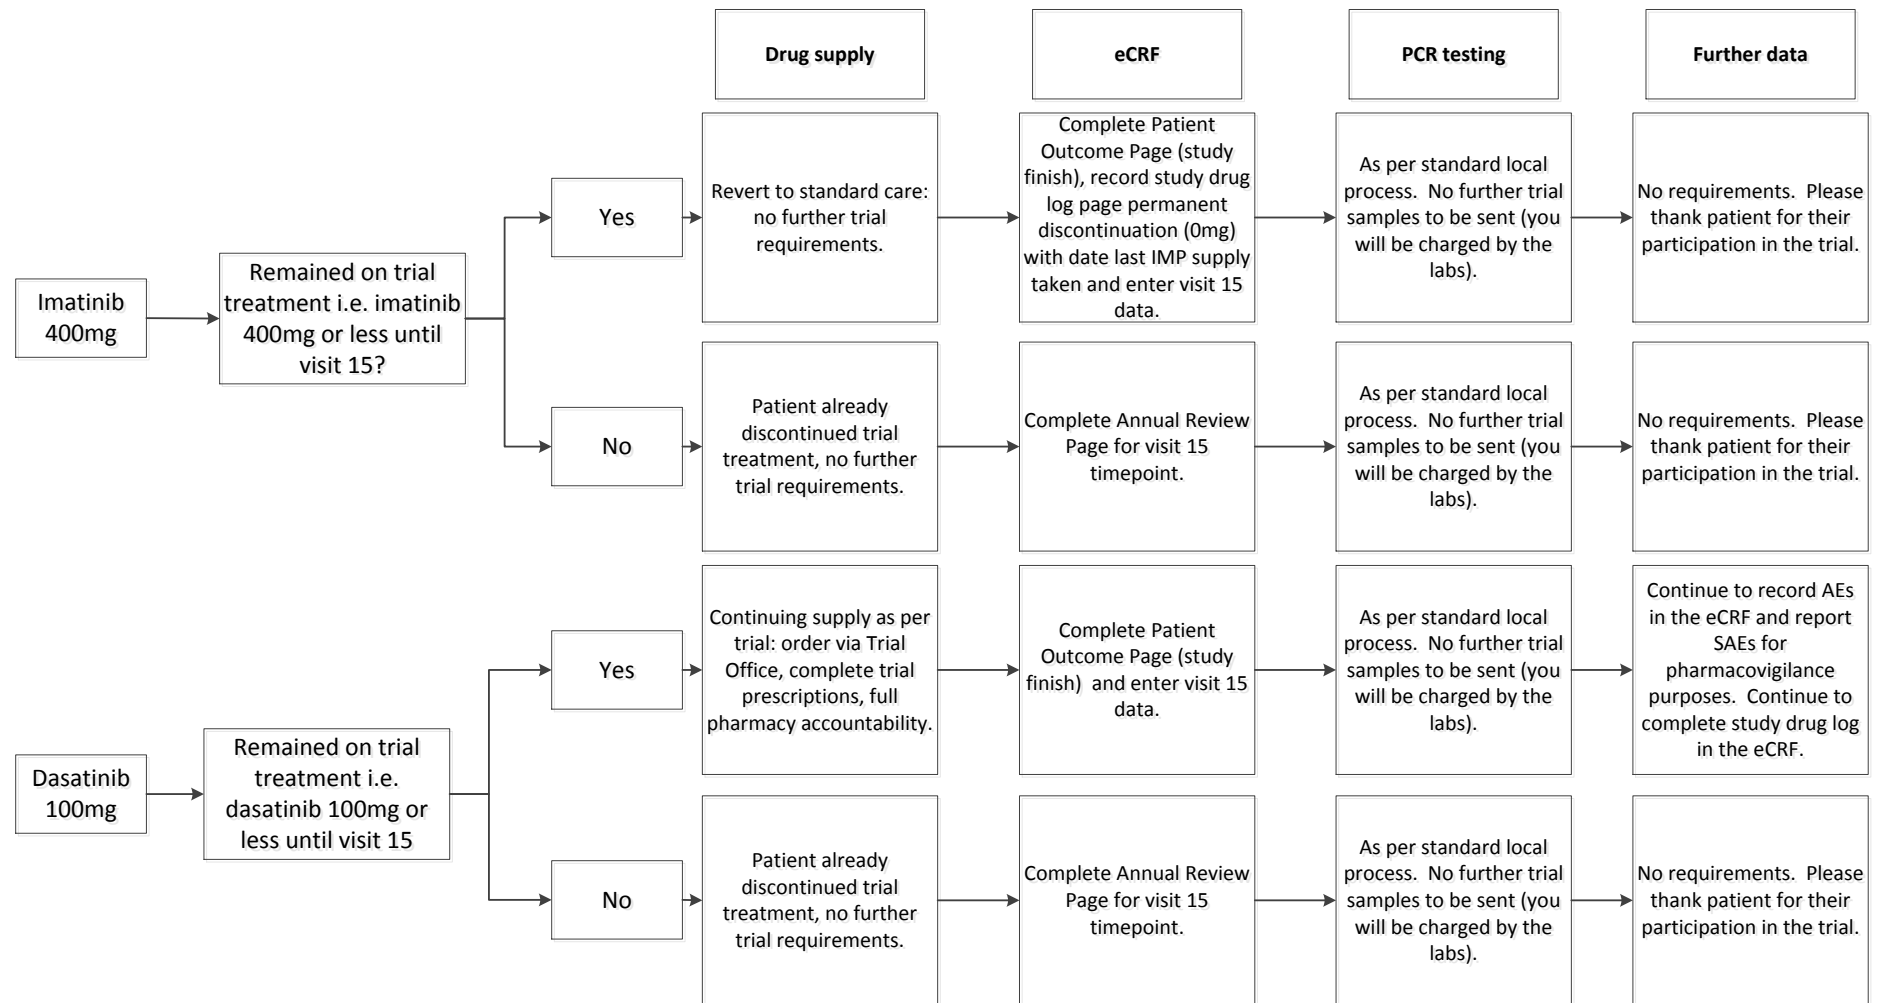 Drug supply
eCRF
PCR testing
Further data
Imatinib
400mg
Remained on trial
treatment i.e. imatinib
400mg or less until
visit 15?
Yes
Revert to standard care:
no further trial
requirements.
Complete Patient
Outcome Page (study
finish), record study drug
log page permanent
discontinuation (0mg)
with date last IMP supply
taken and enter visit 15
data.
As per standard local
process.  No further trial
samples to be sent (you
will be charged by the
labs).
No requirements.  Please
thank patient for their
participation in the trial.
No
Patient already
discontinued trial
treatment, no further
trial requirements.
Complete Annual Review
Page for visit 15
timepoint.
As per standard local
process.  No further trial
samples to be sent (you
will be charged by the
labs).
No requirements.  Please
thank patient for their
participation in the trial.
Dasatinib
100mg
Remained on trial
treatment i.e.
dasatinib 100mg or
less until visit 15
Yes
Continuing supply as per
trial: order via Trial
Office, complete trial
prescriptions, full
pharmacy accountability.
Complete Patient
Outcome Page (study
finish)  and enter visit 15
data.
As per standard local
process.  No further trial
samples to be sent (you
will be charged by the
labs).
Continue to record AEs
in the eCRF and report
SAEs for
pharmacovigilance
purposes.  Continue to
complete study drug log
in the eCRF.
No
Patient already
discontinued trial
treatment, no further
trial requirements.
Complete Annual Review
Page for visit 15
timepoint.
As per standard local
process.  No further trial
samples to be sent (you
will be charged by the
labs).
No requirements.  Please
thank patient for their
participation in the trial.